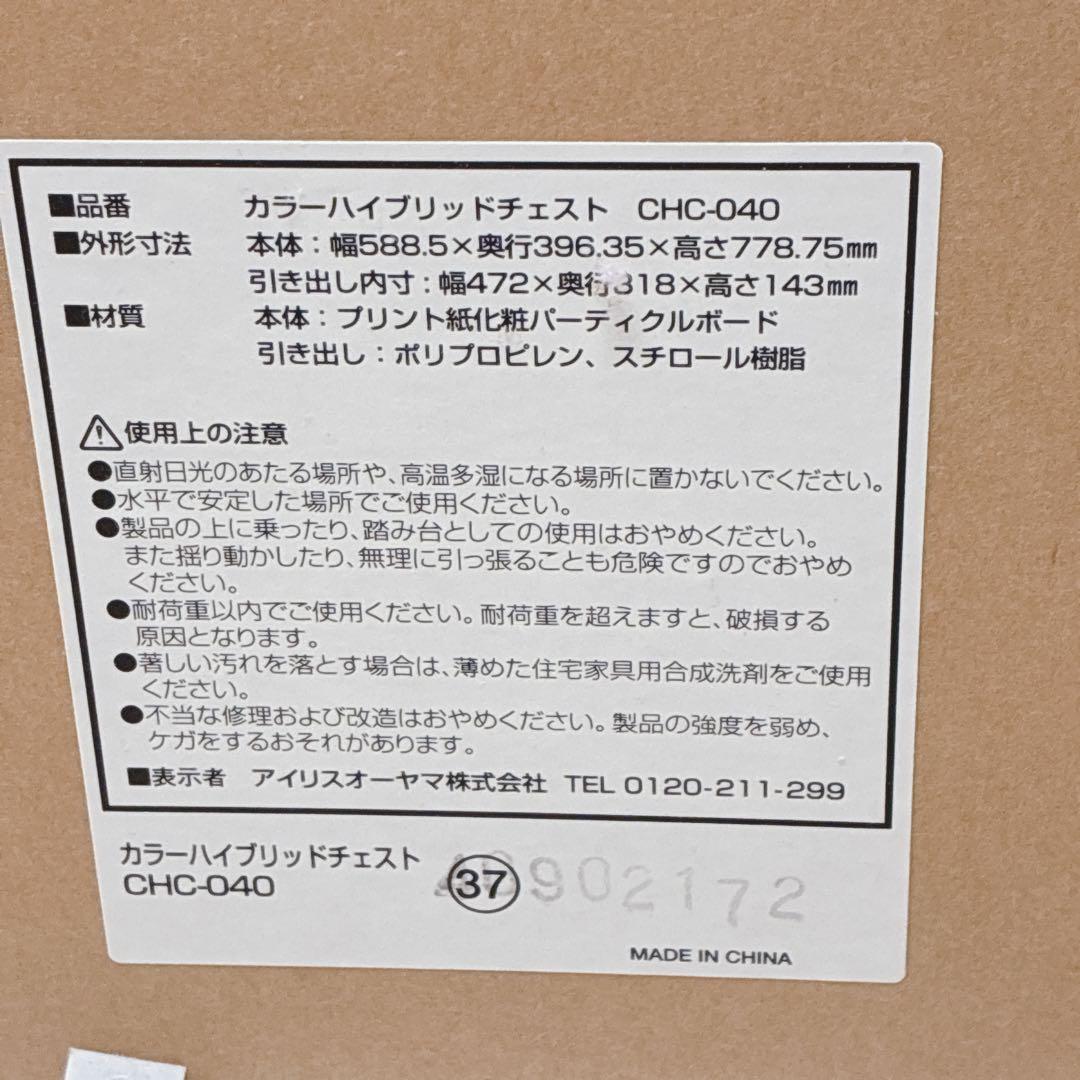 ■品番 カラーハイブリッドチェスト CHC-040
■外形寸法 本体：幅588.5×奥行396.35×高さ778.75mm
引き出し内寸：幅472×奥行318×高さ143mm
■材質 本体：プリント紙化粧パーティクルボード
引き出し：ポリプロピレン、スチロール樹脂
使用上の注意
●直射日光のあたる場所や、高温多湿になる場所に置かないでください。
●水平で安定した場所でご使用ください。
●製品の上に乗ったり、踏み台としての使用はおやめください。
また揺り動かしたり、無理に引っ張ることも危険ですのでおやめ
ください。
●耐荷重以内でご使用ください。耐荷重を超えますと、破損する
原因となります。
●著しい汚れを落とす場合は、薄めた住宅家具用合成洗剤をご使用
ください。
●不当な修理および改造はおやめください。製品の強度を弱め、
ケガをするおそれがあります。
■表示者 アイリスオーヤマ株式会社 TEL 0120-211-299
カラーハイブリッドチェスト
CHC-040
37
902172
MADE IN CHINA